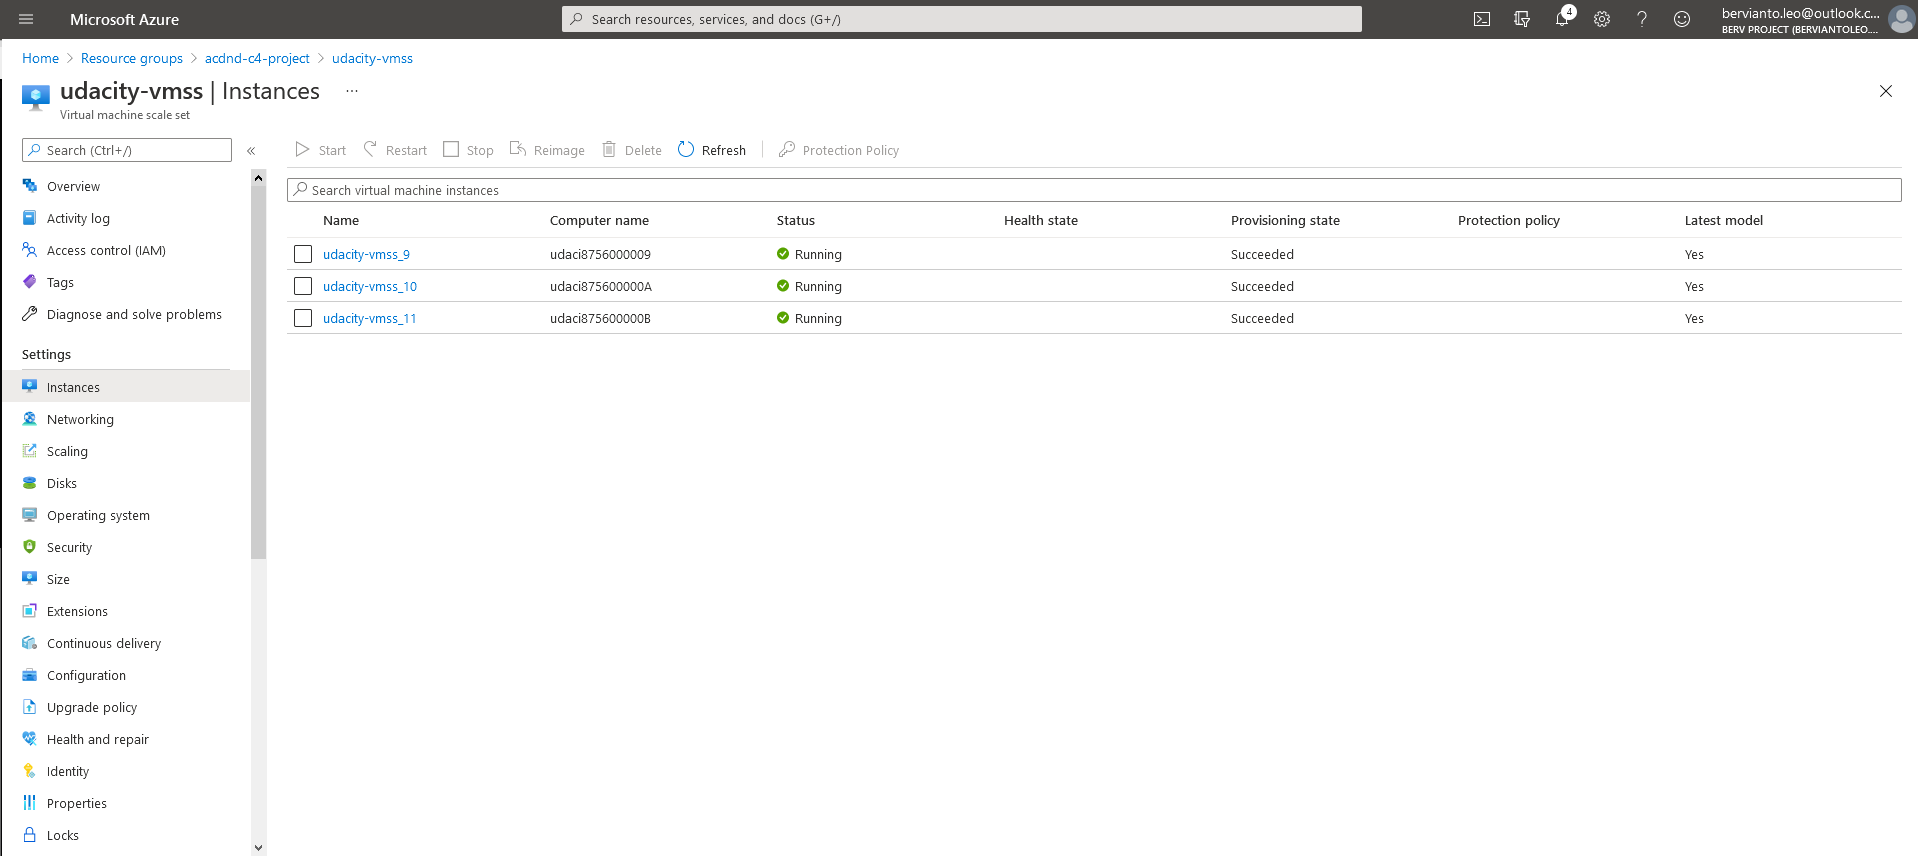 Microsoft Azure
Search resources, services, and docs (G+/)
4
bervianto.leo@outlook.c...
BERV PROJECT (BERVIANTOLEO....
Home > Resource groups > acdnd-c4-project > udacity-vmss
udacity-vmss | Instances ...
Virtual machine scale set
Search (Ctrl+/)
«
Overview
Activity log
Access control (IAM)
Tags
Diagnose and solve problems
Settings
Instances
Networking
Scaling
Disks
Operating system
Security
Size
Extensions
Continuous delivery
Configuration
Upgrade policy
Health and repair
Identity
Properties
Locks
Start Restart Stop Reimage Delete Refresh Protection Policy
Search virtual machine instances
Name Computer name Status Health state Provisioning state Protection policy Latest model
udacity-vmss_9 udaci8756000009 Running Succeeded Yes
udacity-vmss_10 udaci875600000A Running Succeeded Yes
udacity-vmss_11 udaci875600000B Running Succeeded Yes